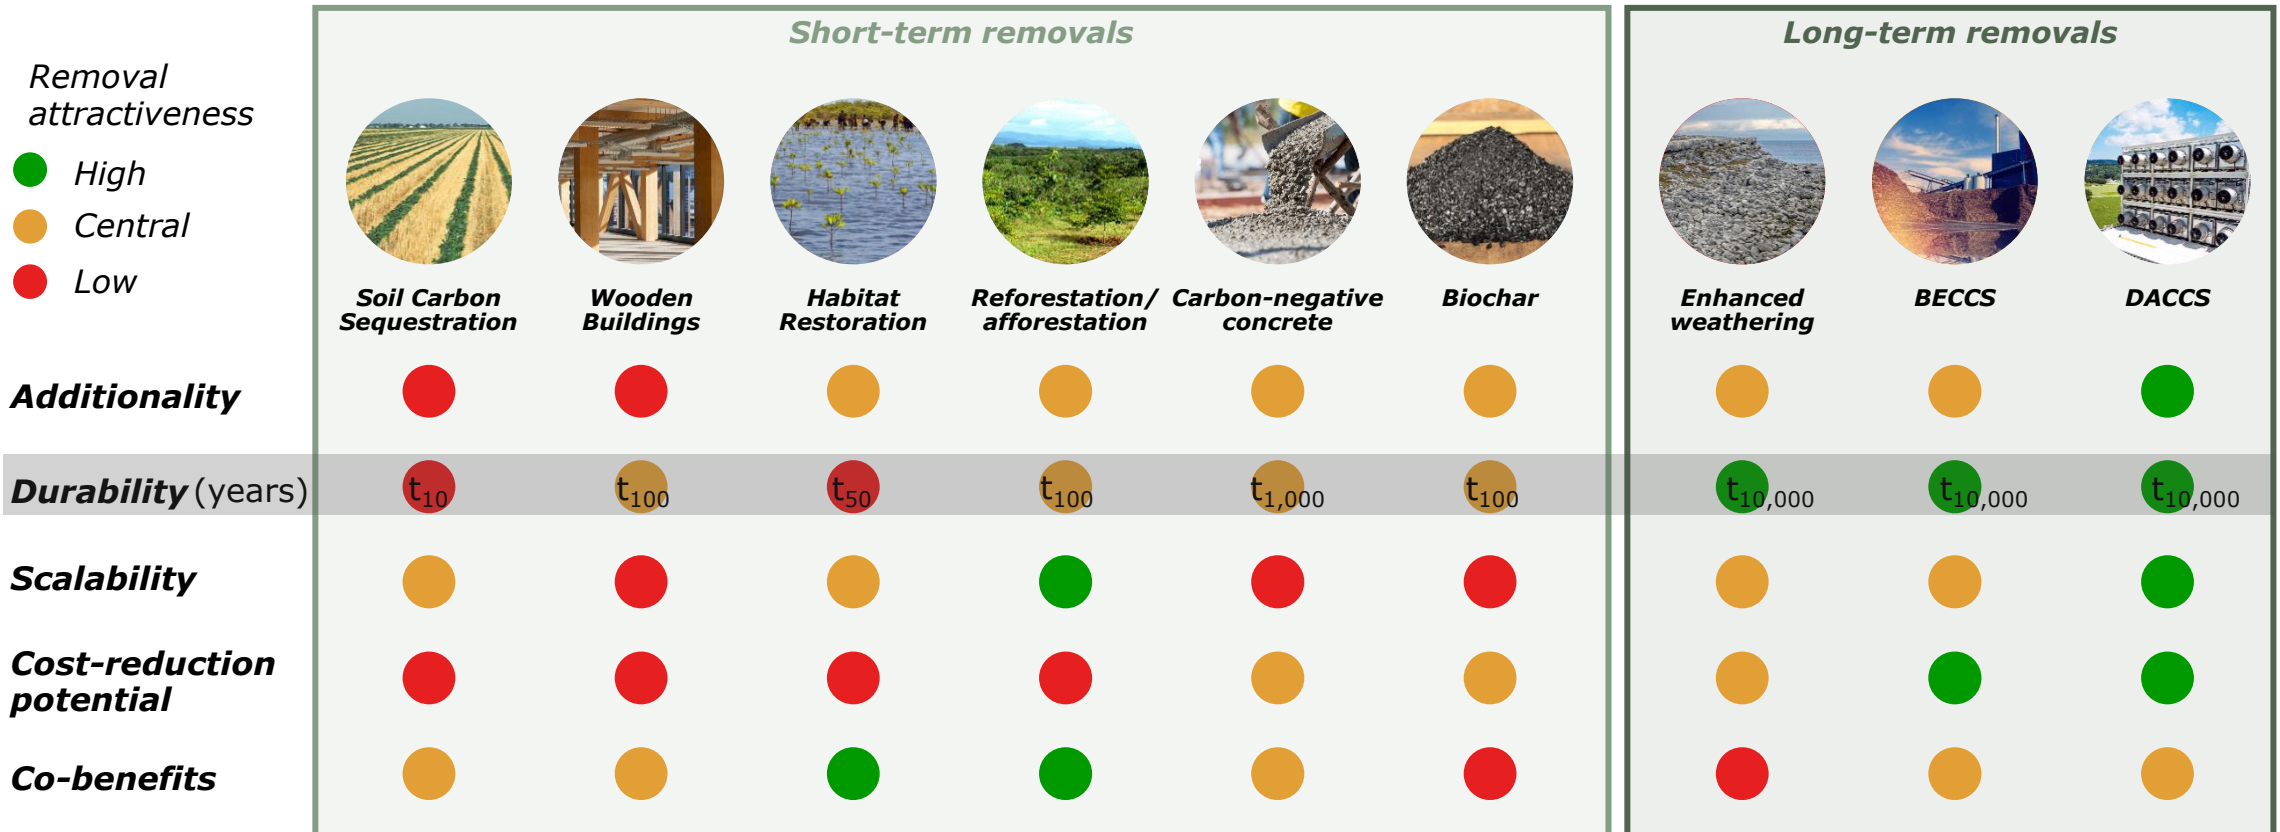 Short-term removals
Long-term removals
Removal
attractiveness
High
Central
Low
Soil Carbon
Sequestration
Wooden
Buildings
Habitat
Restoration
Reforestation/
afforestation
Carbon-negative
concrete
Biochar
Enhanced
weathering
BECCS
DACCS
Additionality
Durability (years) t10 t100 t50 t100 t1,000 t100 t10,000 t10,000 t10,000
Scalability
Cost-reduction
potential
Co-benefits